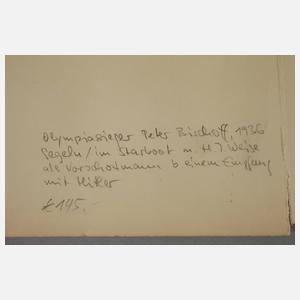 Olympiasieger Peter Bischoff, 1936
Segeln/im Starboot m. H J Weise
als Vorschotmann b einem Empfang
mit Hitler
€ 145,-